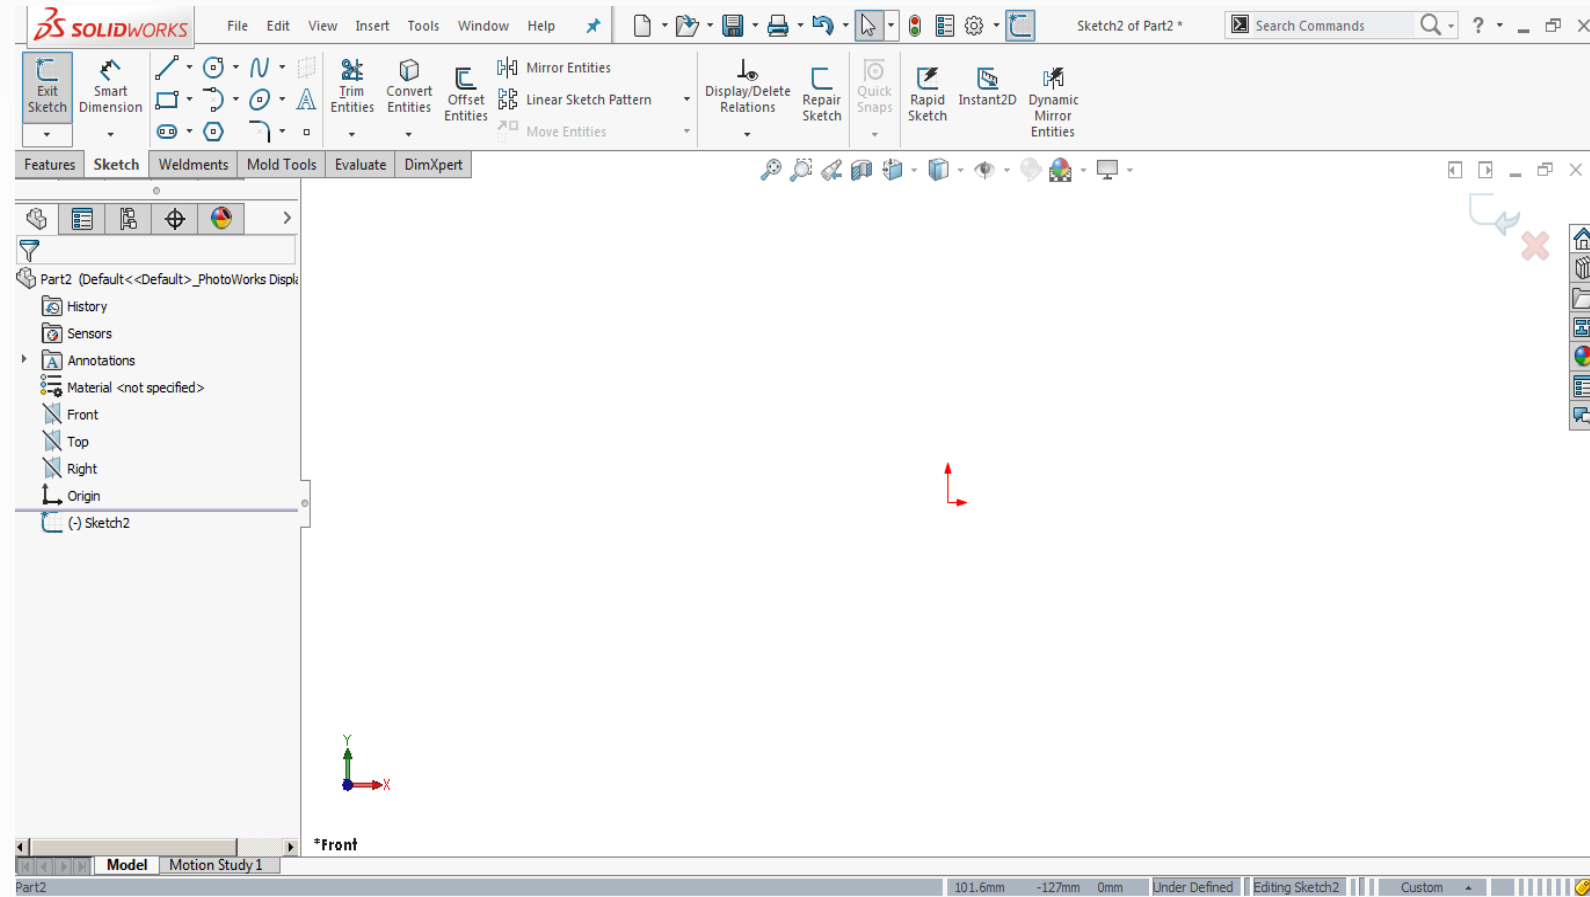 SOLIDWORKS File Edit View Insert Tools Window Help Sketch2 of Part2 * Search Commands ?
Exit Sketch
Smart Dimension
Trim Entities
Convert Entities
Offset Entities
Mirror Entities
Linear Sketch Pattern
Move Entities
Display/Delete Relations
Repair Sketch
Quick Snaps
Rapid Sketch
Instant2D
Dynamic Mirror Entities
Features Sketch Weldments Mold Tools Evaluate DimXpert
Part2 (Default<<Default>_PhotoWorks Displa
History
Sensors
Annotations
Material <not specified>
Front
Top
Right
Origin
(-) Sketch2
Y
X
*Front
Model Motion Study 1
Part2 101.6mm -127mm 0mm Under Defined Editing Sketch2 Custom